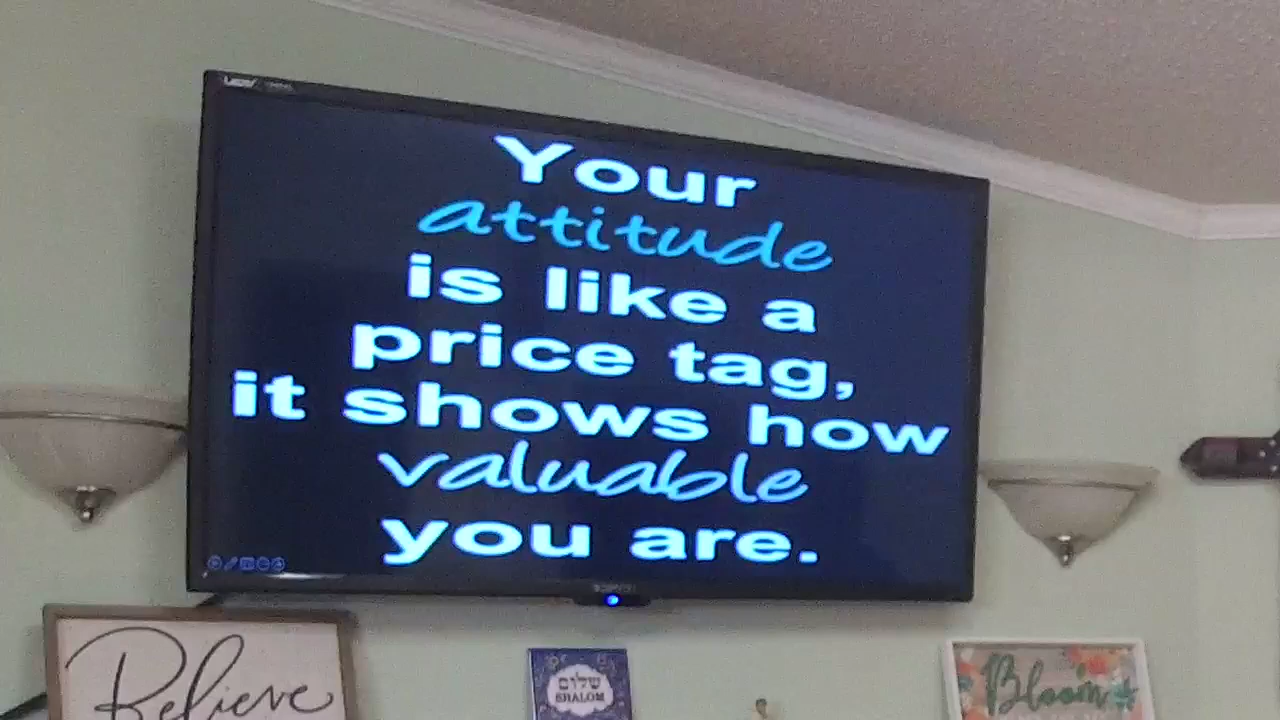 Your
attitude
is like a
price tag,
it shows how
valuable
you are.
Believe
שלום
SHALOM
Bloom